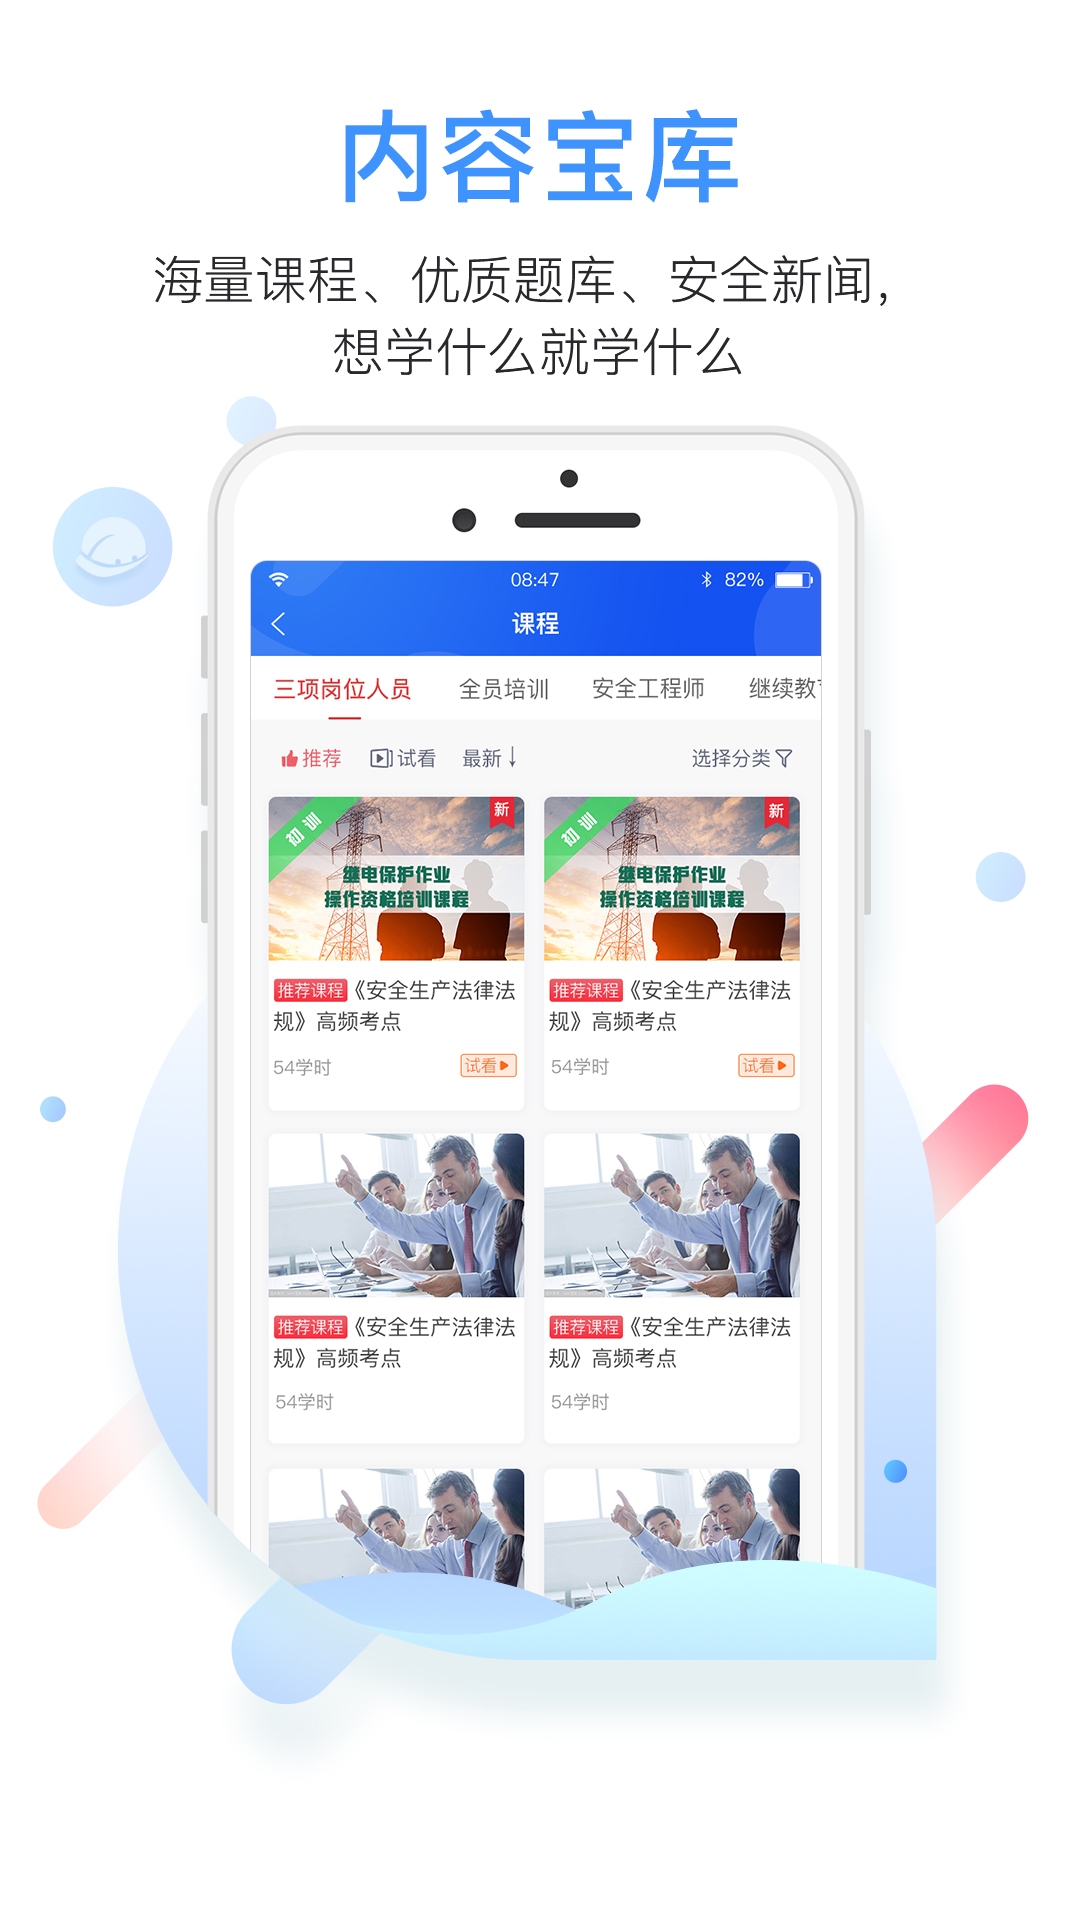 内容宝库
海量课程、优质题库、安全新闻,
想学什么就学什么
08:47
82%
课程
三项岗位人员 全员培训 安全工程师 继续教
推荐 试看 最新 选择分类
初训 新
继电保护作业
操作资格培训课程
推荐课程《安全生产法律法
规》高频考点
54学时 试看
初训 新
继电保护作业
操作资格培训课程
推荐课程《安全生产法律法
规》高频考点
54学时 试看
推荐课程《安全生产法律法
规》高频考点
54学时
推荐课程《安全生产法律法
规》高频考点
54学时